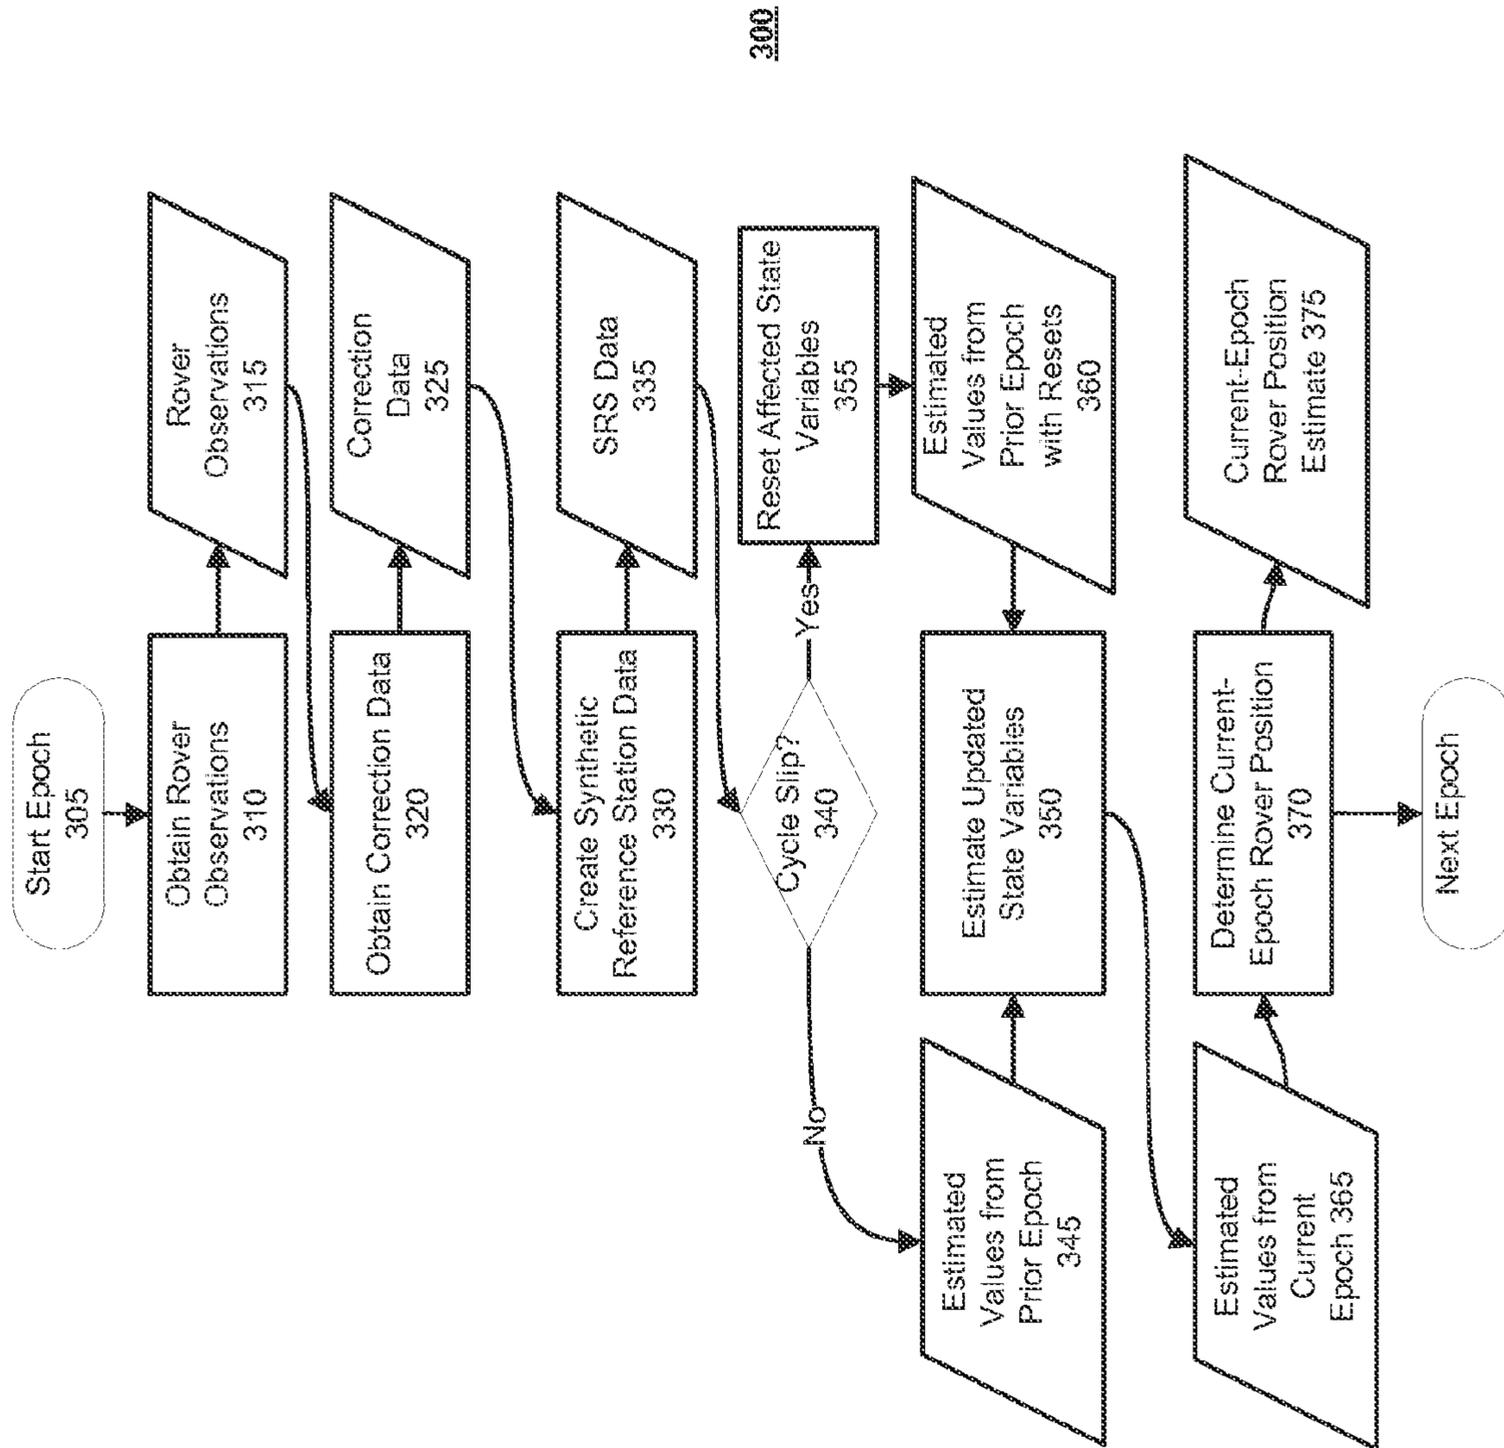 300
Start Epoch
305
Obtain Rover
Observations
310
Rover
Observations
315
Obtain Correction Data
320
Correction
Data
325
Create Synthetic
Reference Station Data
330
SRS Data
335
Cycle Slip?
340
Yes
No
Reset Affected State
Variables
355
Estimated
Values from
Prior Epoch
345
Estimate Updated
State Variables
350
Estimated
Values from
Prior Epoch
with Resets
360
Estimated
Values from
Current
Epoch 365
Determine Current-
Epoch Rover Position
370
Current-Epoch
Rover Position
Estimate 375
Next Epoch